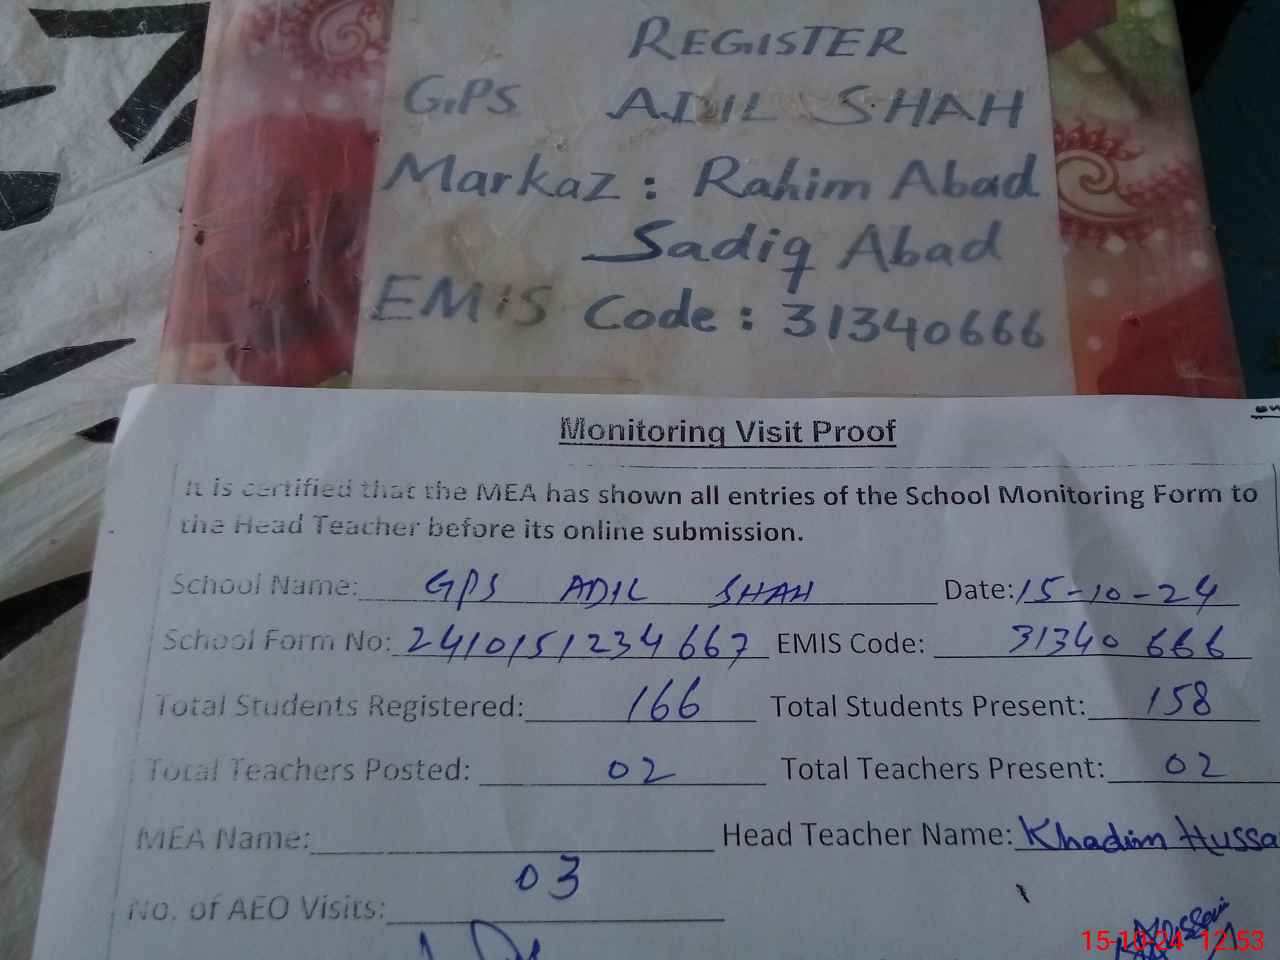 REGISTER
GPS ADIL SHAH
Markaz: Rahim Abad
Sadiq Abad
EMIS Code: 31340666
Monitoring Visit Proof
It is certified that the MEA has shown all entries of the School Monitoring Form to
the Head Teacher before its online submission.
School Name: GPS ADIL SHAH Date: 15-10-24
School Form No: 2410151234667 EMIS Code: 31340 666
Total Students Registered: 166 Total Students Present: 158
Total Teachers Posted: 02 Total Teachers Present: 02
MEA Name: Head Teacher Name: Khadim Hussa
No. of AEO Visits: 03
15-10-24 12:53